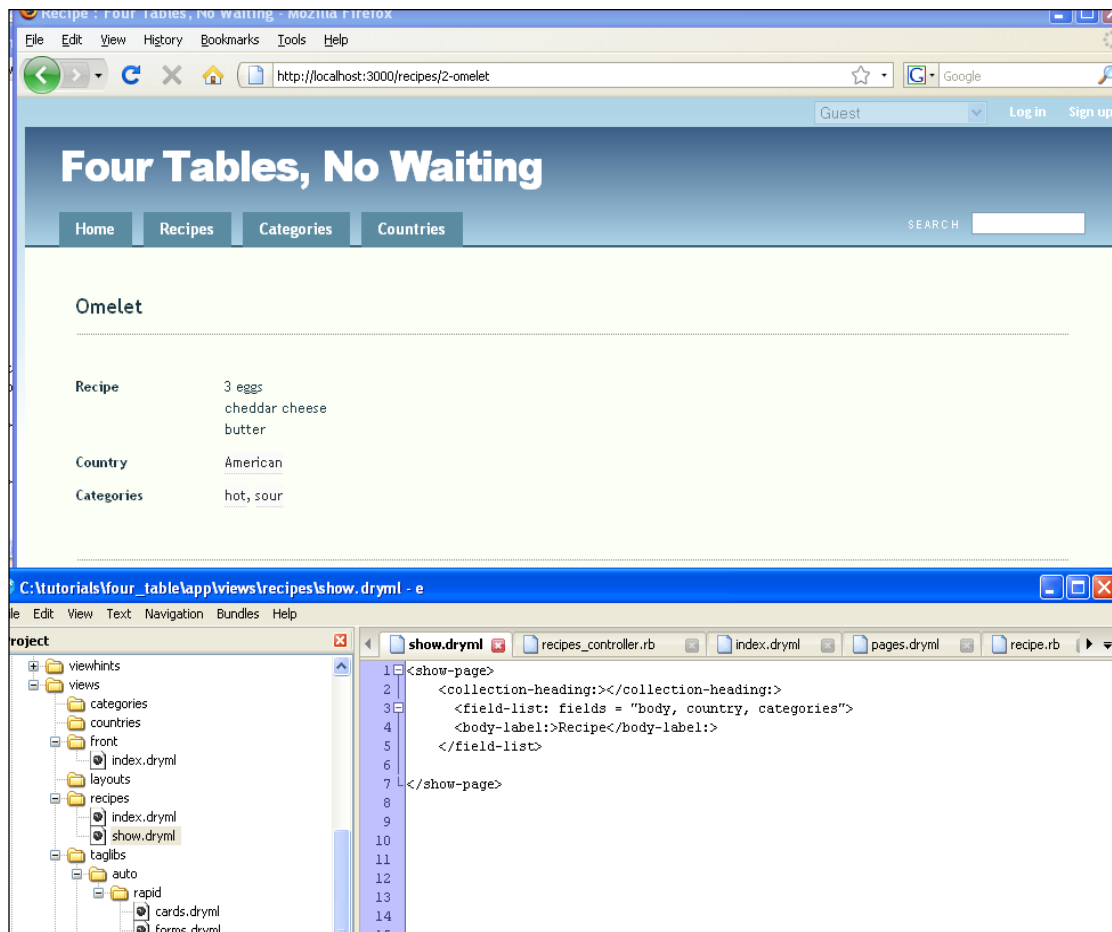 Recipe : Four Tables, No Waiting - Mozilla Firefox
File Edit View History Bookmarks Tools Help
http://localhost:3000/recipes/2-omelet
G Google
Guest Log in Sign up
Four Tables, No Waiting
Home Recipes Categories Countries
SEARCH
Omelet
Recipe 3 eggs
cheddar cheese
butter
Country American
Categories hot, sour
C:\tutorials\four_table\app\views\recipes\show.dryml - e
le Edit View Text Navigation Bundles Help
roject
show.dryml recipes_controller.rb index.dryml pages.dryml recipe.rb
viewhints
views
categories
countries
front
index.dryml
layouts
recipes
index.dryml
show.dryml
taglibs
auto
rapid
cards.dryml
forms.dryml
1 <show-page>
2 <collection-heading:></collection-heading:>
3 <field-list: fields = "body, country, categories">
4 <body-label:>Recipe</body-label:>
5 </field-list>
6
7 </show-page>
8
9
10
11
12
13
14